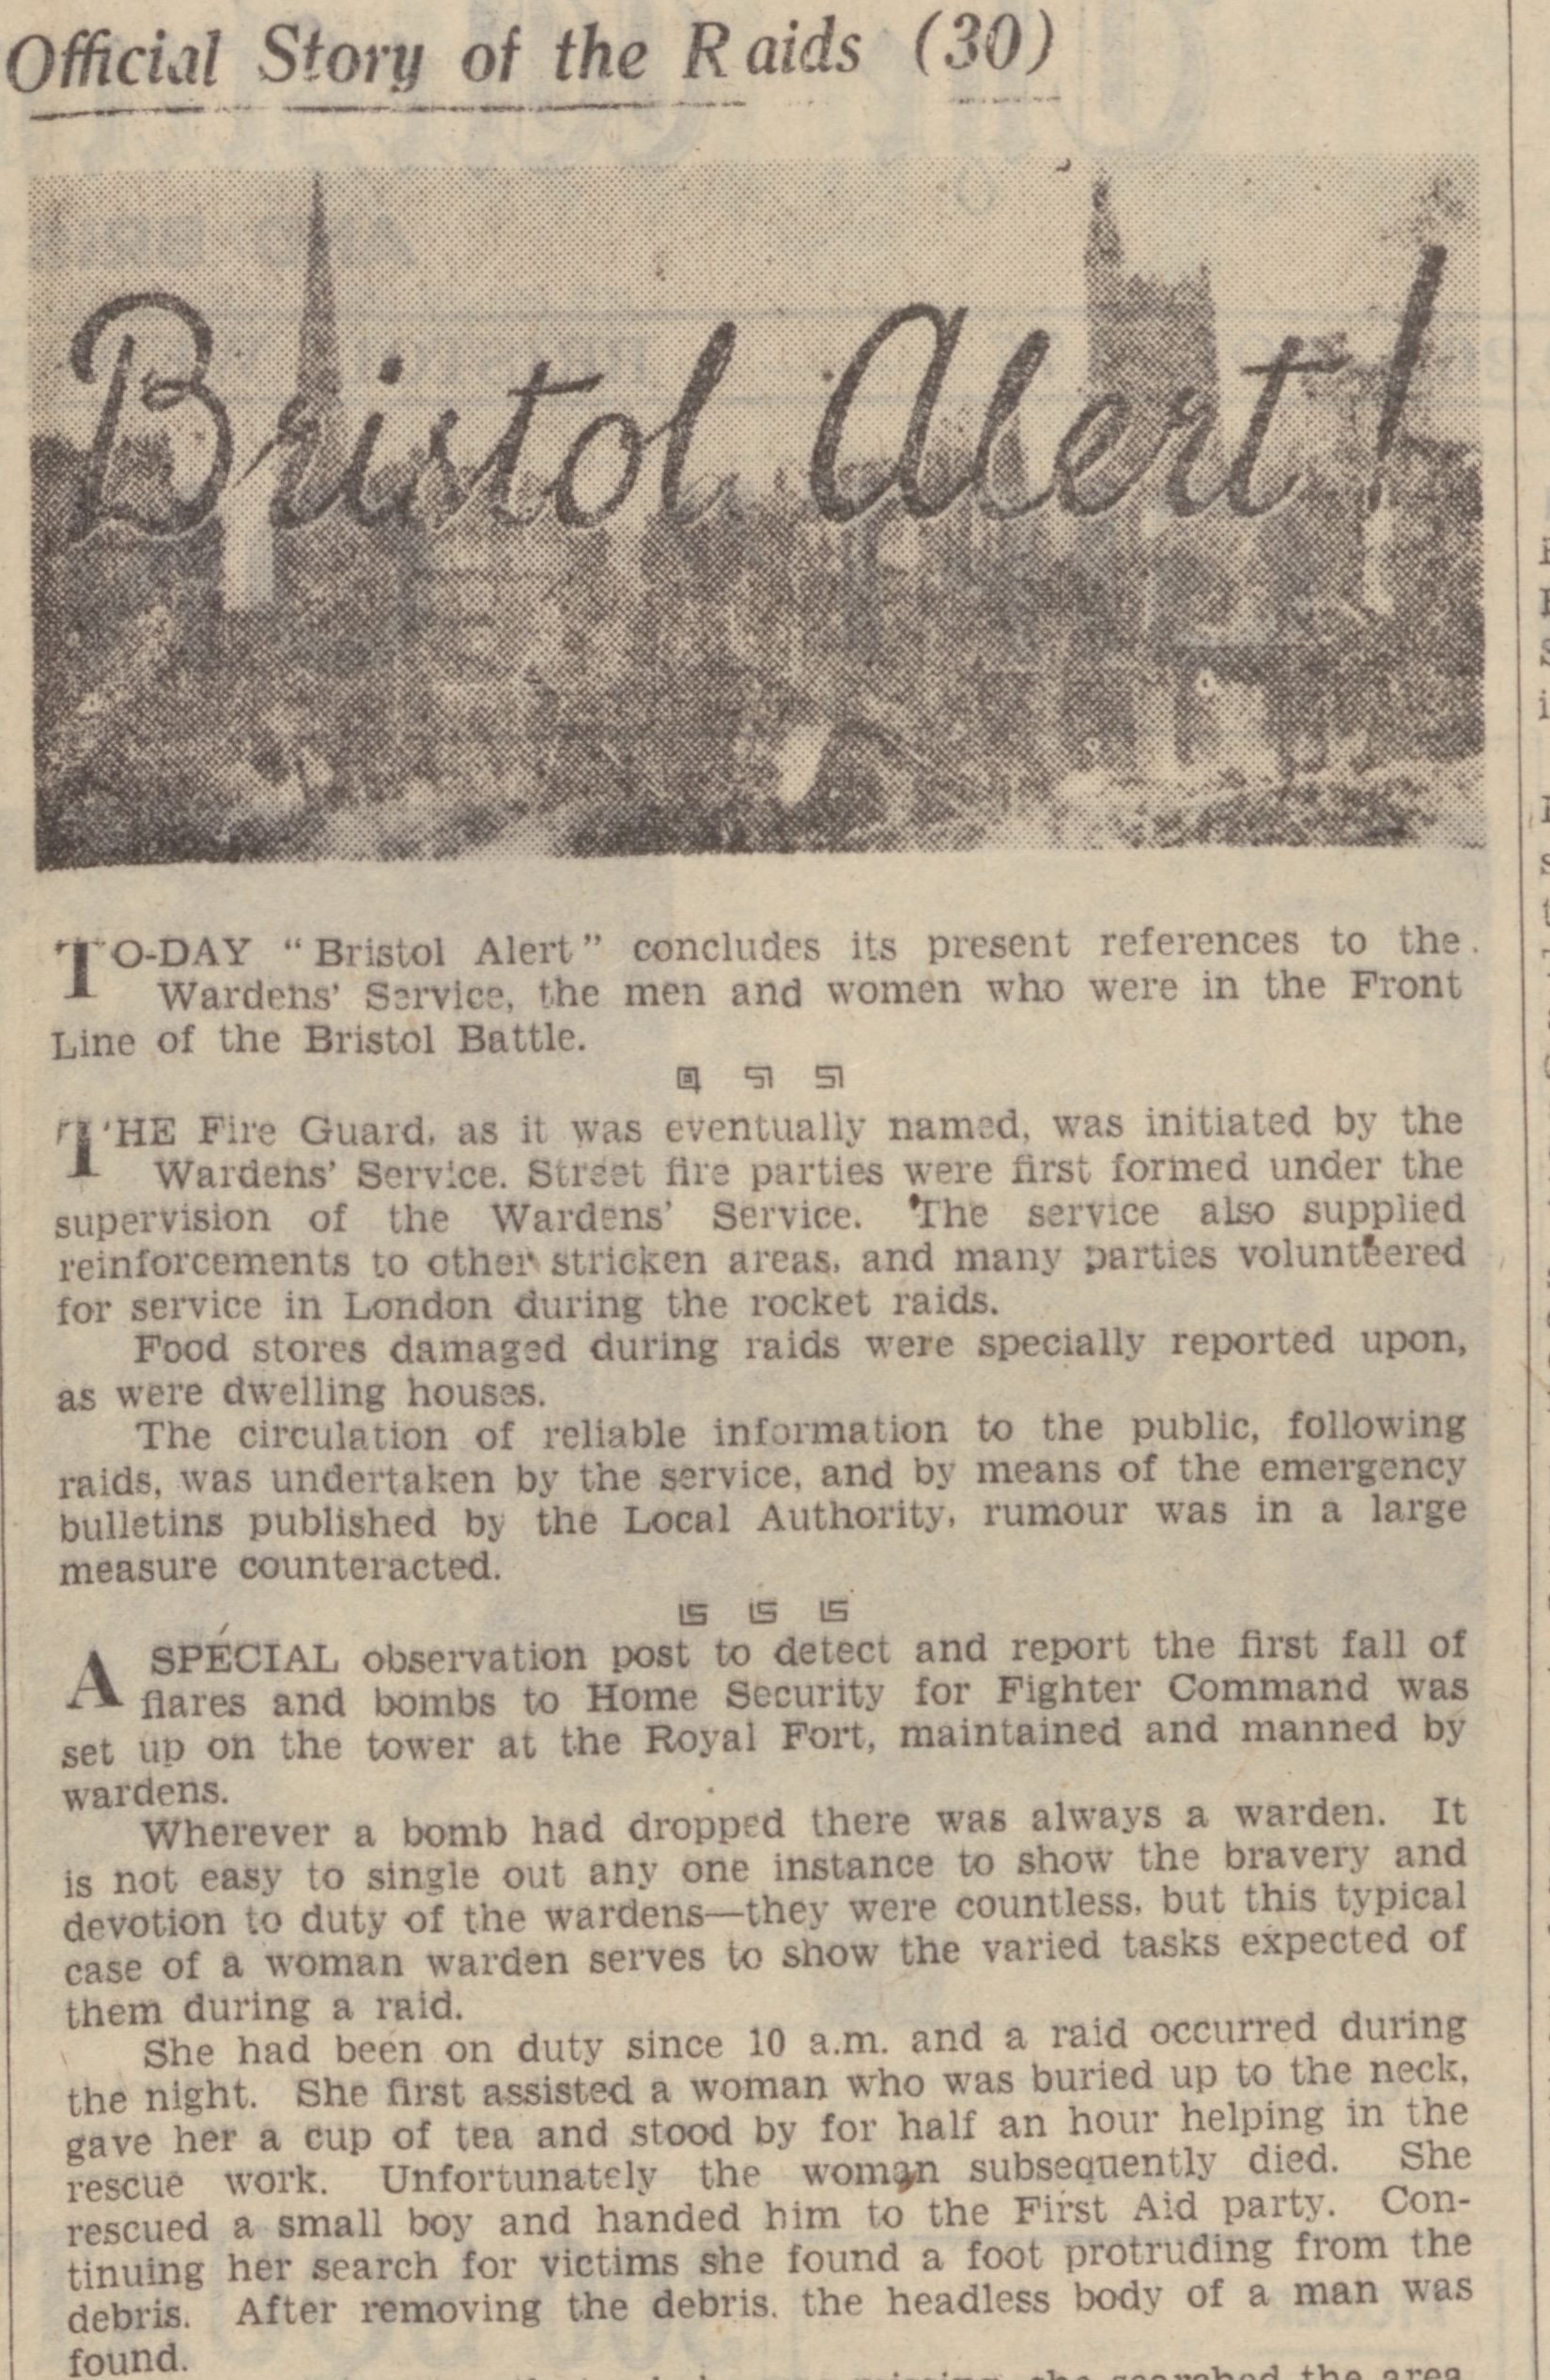 Official Story of the Raids (30)
Bristol Alert!
TO-DAY “Bristol Alert” concludes its present references to the
Wardens’ Service, the men and women who were in the Front
Line of the Bristol Battle.
THE Fire Guard, as it was eventually named, was initiated by the
Wardens’ Service. Street fire parties were first formed under the
supervision of the Wardens’ Service. The service also supplied
reinforcements to other stricken areas, and many parties volunteered
for service in London during the rocket raids.
Food stores damaged during raids were specially reported upon,
as were dwelling houses.
The circulation of reliable information to the public, following
raids, was undertaken by the service, and by means of the emergency
bulletins published by the Local Authority, rumour was in a large
measure counteracted.
A SPECIAL observation post to detect and report the first fall of
flares and bombs to Home Security for Fighter Command was
set up on the tower at the Royal Fort, maintained and manned by
wardens.
Wherever a bomb had dropped there was always a warden. It
is not easy to single out any one instance to show the bravery and
devotion to duty of the wardens—they were countless, but this typical
case of a woman warden serves to show the varied tasks expected of
them during a raid.
She had been on duty since 10 a.m. and a raid occurred during
the night. She first assisted a woman who was buried up to the neck,
gave her a cup of tea and stood by for half an hour helping in the
rescue work. Unfortunately the woman subsequently died. She
rescued a small boy and handed him to the First Aid party. Con-
tinuing her search for victims she found a foot protruding from the
debris. After removing the debris, the headless body of a man was
found.
she searched the area